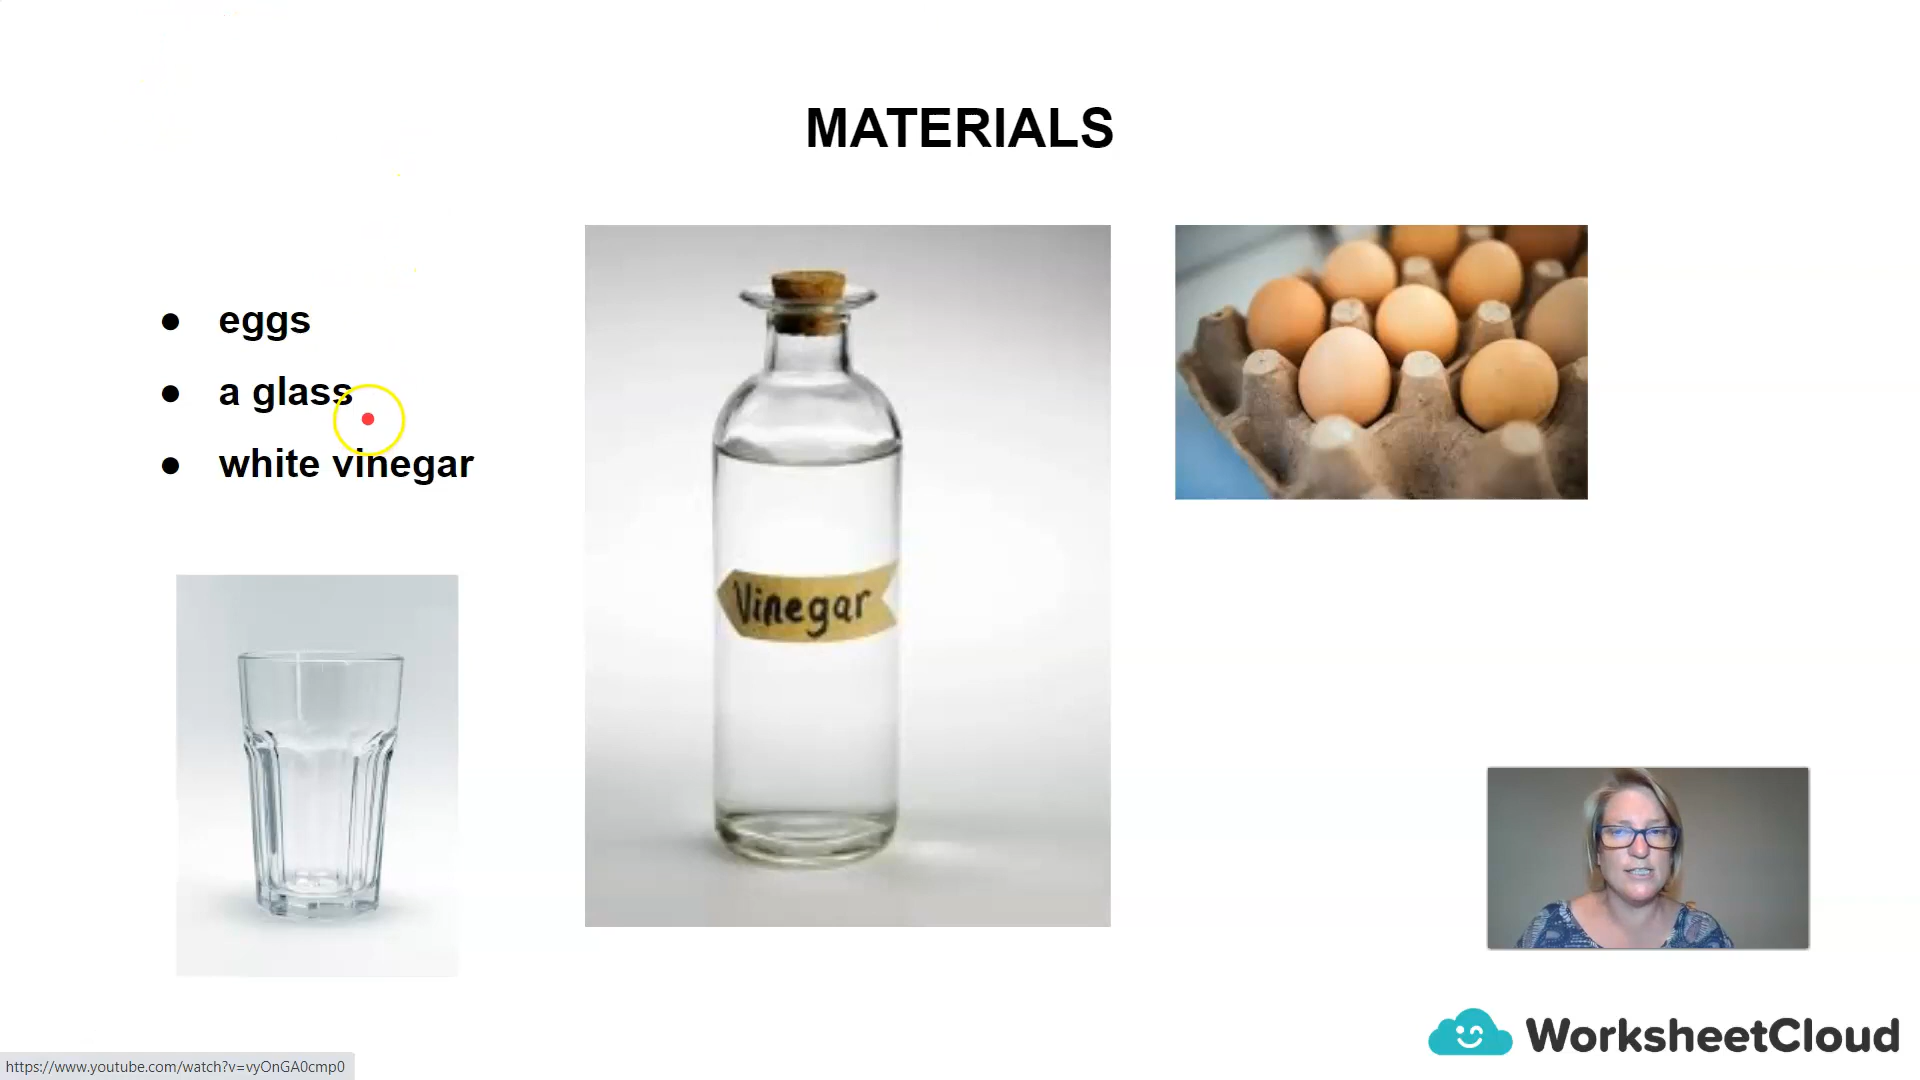 MATERIALS
● eggs
● a glass
● white vinegar
Vinegar
WorksheetCloud
https://www.youtube.com/watch?v=vyOnGA0cmp0